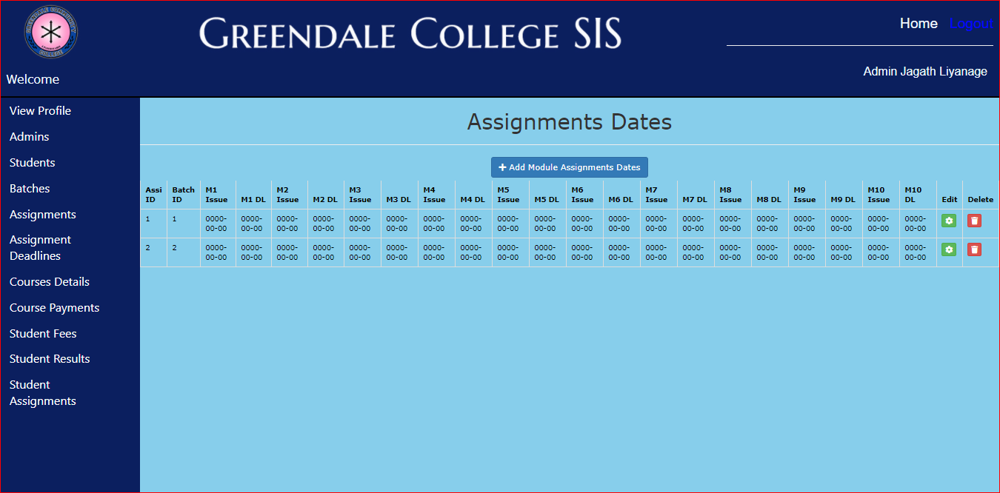 GREENDALE COMMUNITY
COLLEGE
GREENDALE COLLEGE SIS
Home Logout
Welcome
Admin Jagath Liyanage
View Profile
Admins
Students
Batches
Assignments
Assignment
Deadlines
Courses Details
Course Payments
Student Fees
Student Results
Student
Assignments
Assignments Dates
Add Module Assignments Dates
Assi ID Batch ID M1 Issue M1 DL M2 Issue M2 DL M3 Issue M3 DL M4 Issue M4 DL M5 Issue M5 DL M6 Issue M6 DL M7 Issue M7 DL M8 Issue M8 DL M9 Issue M9 DL M10 Issue M10 DL Edit Delete
1 1 0000-00-00 0000-00-00 0000-00-00 0000-00-00 0000-00-00 0000-00-00 0000-00-00 0000-00-00 0000-00-00 0000-00-00 0000-00-00 0000-00-00 0000-00-00 0000-00-00 0000-00-00 0000-00-00 0000-00-00 0000-00-00 0000-00-00 0000-00-00
2 2 0000-00-00 0000-00-00 0000-00-00 0000-00-00 0000-00-00 0000-00-00 0000-00-00 0000-00-00 0000-00-00 0000-00-00 0000-00-00 0000-00-00 0000-00-00 0000-00-00 0000-00-00 0000-00-00 0000-00-00 0000-00-00 0000-00-00 0000-00-00